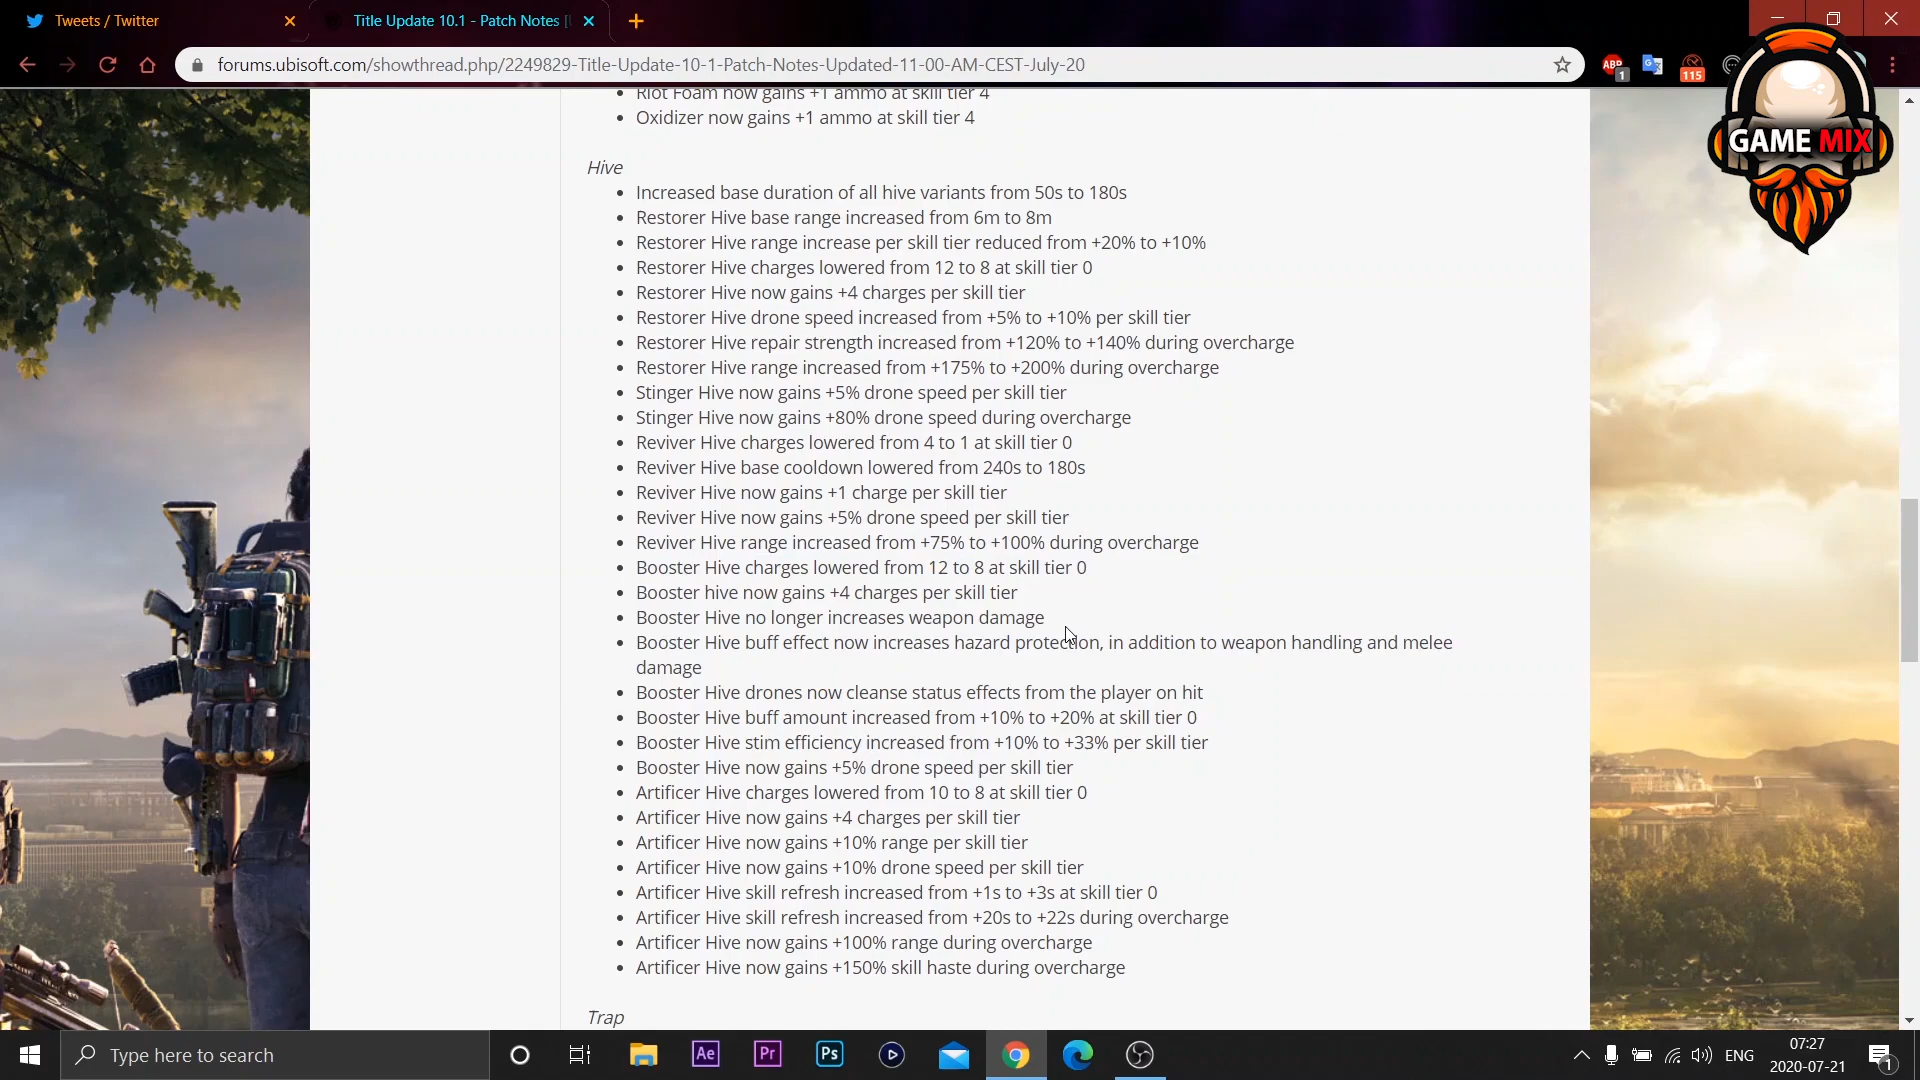 Tweets / Twitter
Title Update 10.1 - Patch Notes [
forums.ubisoft.com/showthread.php/2249829-Title-Update-10-1-Patch-Notes-Updated-11-00-AM-CEST-July-20
ABP
1
115
GAME MIX
Riot Foam now gains +1 ammo at skill tier 4
Oxidizer now gains +1 ammo at skill tier 4
Hive
Increased base duration of all hive variants from 50s to 180s
Restorer Hive base range increased from 6m to 8m
Restorer Hive range increase per skill tier reduced from +20% to +10%
Restorer Hive charges lowered from 12 to 8 at skill tier 0
Restorer Hive now gains +4 charges per skill tier
Restorer Hive drone speed increased from +5% to +10% per skill tier
Restorer Hive repair strength increased from +120% to +140% during overcharge
Restorer Hive range increased from +175% to +200% during overcharge
Stinger Hive now gains +5% drone speed per skill tier
Stinger Hive now gains +80% drone speed during overcharge
Reviver Hive charges lowered from 4 to 1 at skill tier 0
Reviver Hive base cooldown lowered from 240s to 180s
Reviver Hive now gains +1 charge per skill tier
Reviver Hive now gains +5% drone speed per skill tier
Reviver Hive range increased from +75% to +100% during overcharge
Booster Hive charges lowered from 12 to 8 at skill tier 0
Booster hive now gains +4 charges per skill tier
Booster Hive no longer increases weapon damage
Booster Hive buff effect now increases hazard protection, in addition to weapon handling and melee
damage
Booster Hive drones now cleanse status effects from the player on hit
Booster Hive buff amount increased from +10% to +20% at skill tier 0
Booster Hive stim efficiency increased from +10% to +33% per skill tier
Booster Hive now gains +5% drone speed per skill tier
Artificer Hive charges lowered from 10 to 8 at skill tier 0
Artificer Hive now gains +4 charges per skill tier
Artificer Hive now gains +10% range per skill tier
Artificer Hive now gains +10% drone speed per skill tier
Artificer Hive skill refresh increased from +1s to +3s at skill tier 0
Artificer Hive skill refresh increased from +20s to +22s during overcharge
Artificer Hive now gains +100% range during overcharge
Artificer Hive now gains +150% skill haste during overcharge
Trap
Type here to search
Ae
Pr
Ps
ENG
07:27
2020-07-21
1